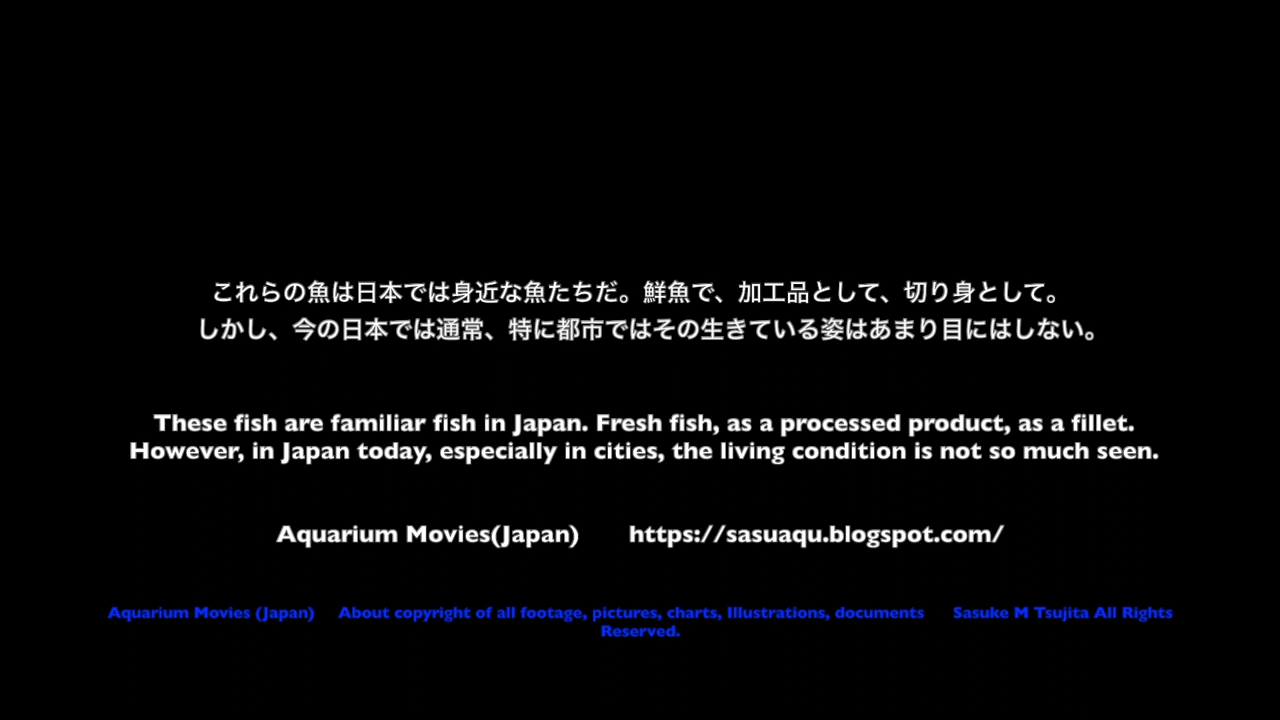 これらの魚は日本では身近な魚たちだ。鮮魚で、加工品として、切り身として。
しかし、今の日本では通常、特に都市ではその生きている姿はあまり目にはしない。
These fish are familiar fish in Japan. Fresh fish, as a processed product, as a fillet.
However, in Japan today, especially in cities, the living condition is not so much seen.
Aquarium Movies(Japan) https://sasuaqu.blogspot.com/
Aquarium Movies (Japan) About copyright of all footage, pictures, charts, Illustrations, documents Sasuke M Tsujita All Rights
Reserved.